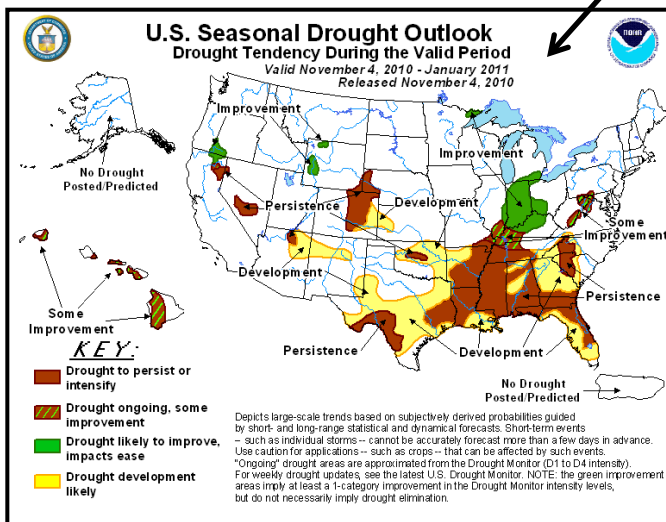 U.S. Seasonal Drought Outlook
Drought Tendency During the Valid Period
Valid November 4, 2010 - January 2011
Released November 4, 2010
NOAA
Improvement
No Drought
Posted/Predicted
Improvement
Persistence
Development
Some
Improvement
Development
Some
Improvement
Persistence
Persistence
Development
No Drought
Posted/Predicted
KEY:
Drought to persist or
intensify
Drought ongoing, some
improvement
Drought likely to improve,
impacts ease
Drought development
likely
Depicts large-scale trends based on subjectively derived probabilities guided
by short- and long-range statistical and dynamical forecasts. Short-term events
-- such as individual storms -- cannot be accurately forecast more than a few days in advance.
Use caution for applications -- such as crops -- that can be affected by such events.
"Ongoing" drought areas are approximated from the Drought Monitor (D1 to D4 intensity).
For weekly drought updates, see the latest U.S. Drought Monitor. NOTE: the green improvement
areas imply at least a 1-category improvement in the Drought Monitor intensity levels,
but do not necessarily imply drought elimination.